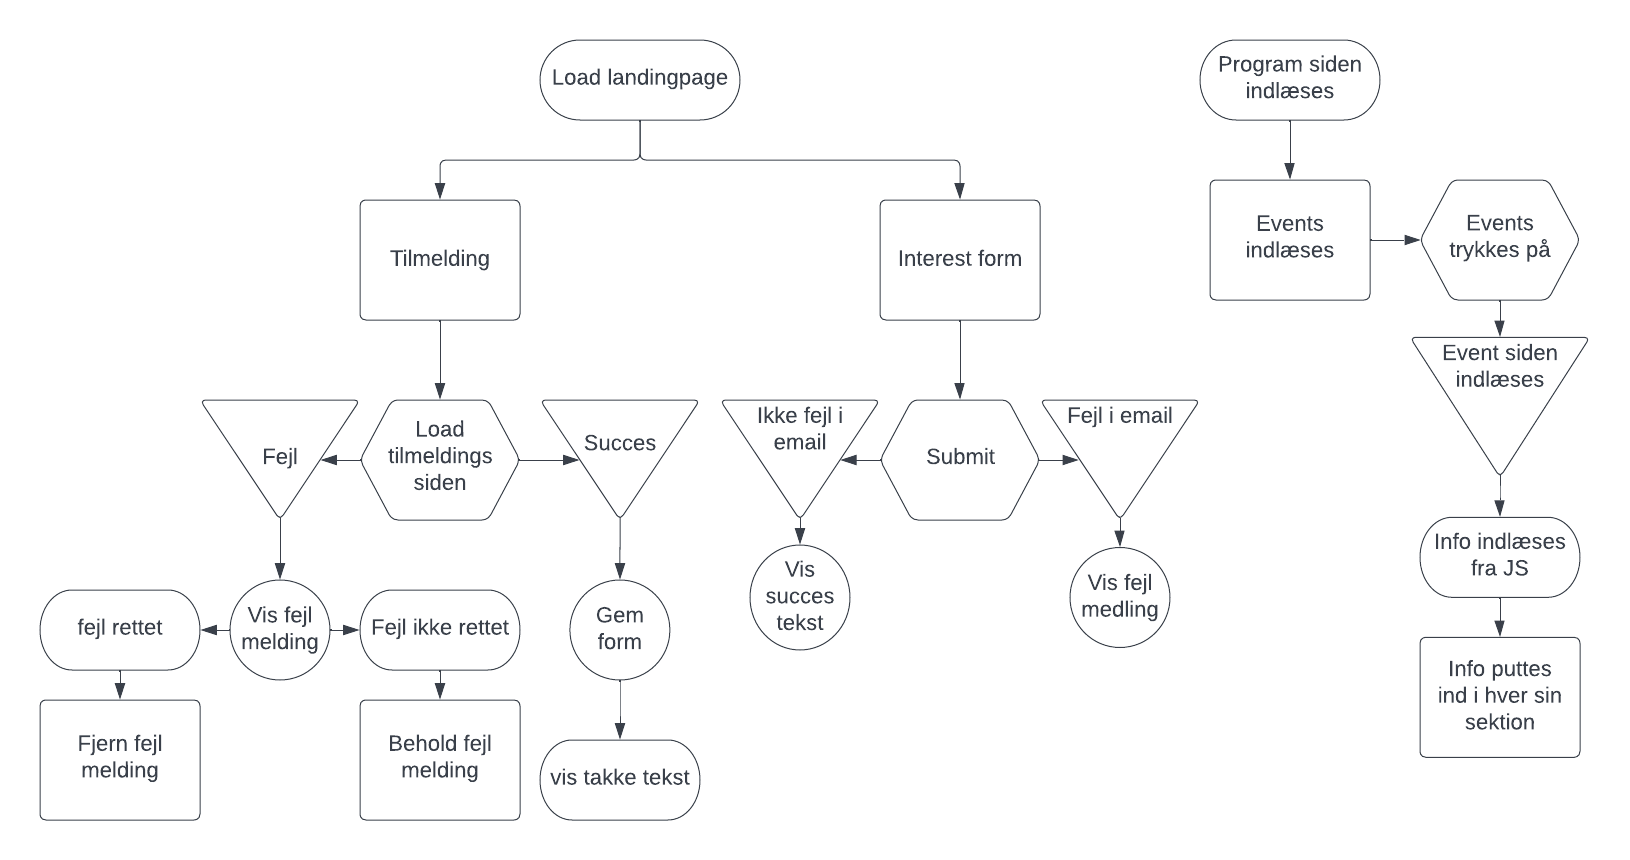 Load landingpage
Tilmelding
Interest form
Load
tilmeldings
siden
Fejl
Succes
Vis fejl
melding
fejl rettet
Fejl ikke rettet
Fjern fejl
melding
Behold fejl
melding
Gem
form
vis takke tekst
Submit
Ikke fejl i
email
Fejl i email
Vis
succes
tekst
Vis fejl
medling
Program siden
indlæses
Events
indlæses
Events
trykkes på
Event siden
indlæses
Info indlæses
fra JS
Info puttes
ind i hver sin
sektion